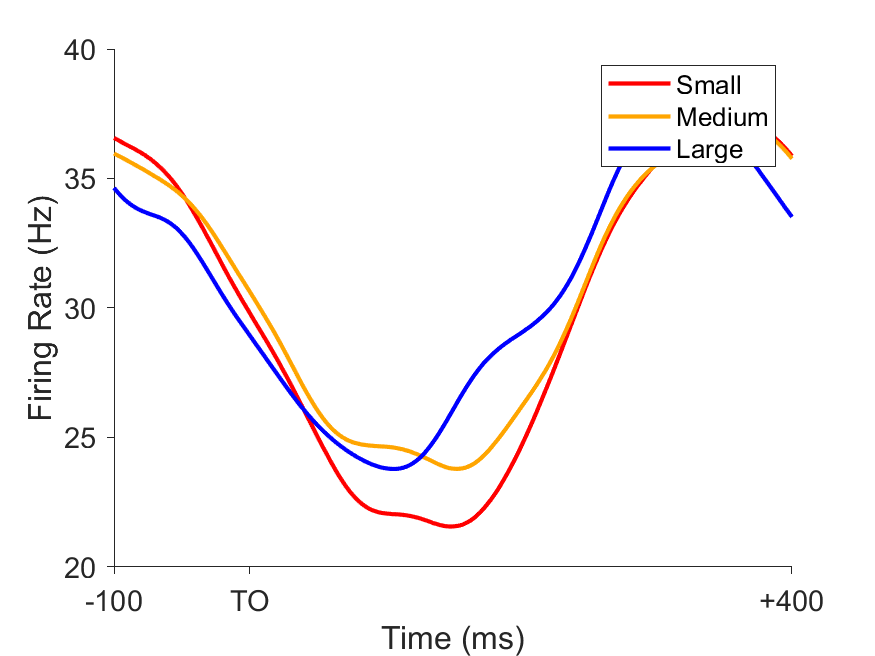 40
35
30
25
20
Firing Rate (Hz)
Small
Medium
Large
-100
TO
+400
Time (ms)